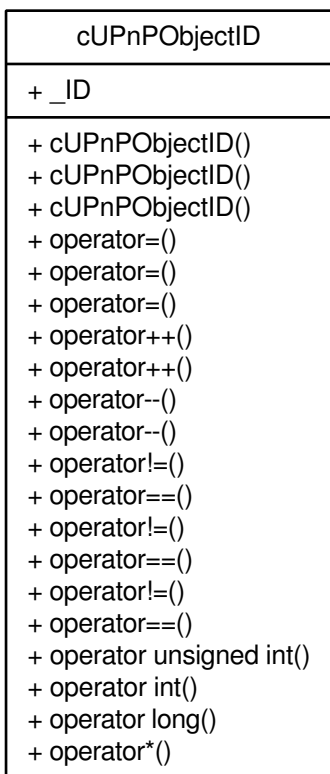 cUPnPObjectID
+ _ID
+ cUPnPObjectID()
+ cUPnPObjectID()
+ cUPnPObjectID()
+ operator=()
+ operator=()
+ operator=()
+ operator++()
+ operator++()
+ operator--()
+ operator--()
+ operator!=()
+ operator==()
+ operator!=()
+ operator==()
+ operator!=()
+ operator==()
+ operator unsigned int()
+ operator int()
+ operator long()
+ operator*()